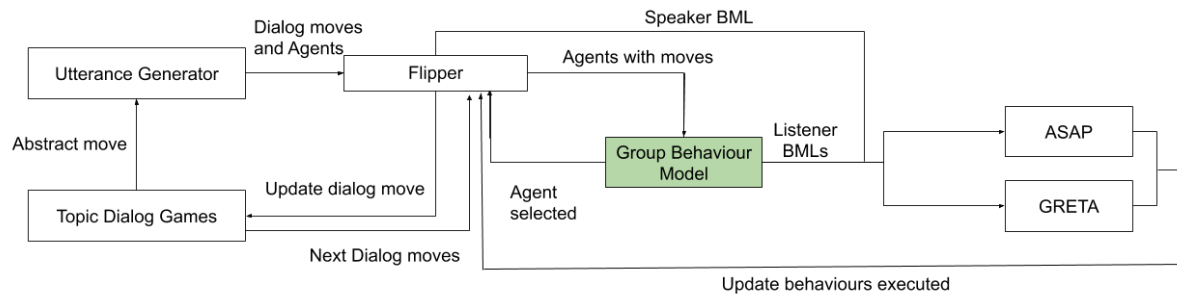 Speaker BML
Dialog moves
and Agents
Utterance Generator
Flipper
Agents with moves
Abstract move
Group Behaviour
Model
Listener
BMLs
ASAP
Update dialog move
Agent
selected
Topic Dialog Games
GRETA
Next Dialog moves
Update behaviours executed